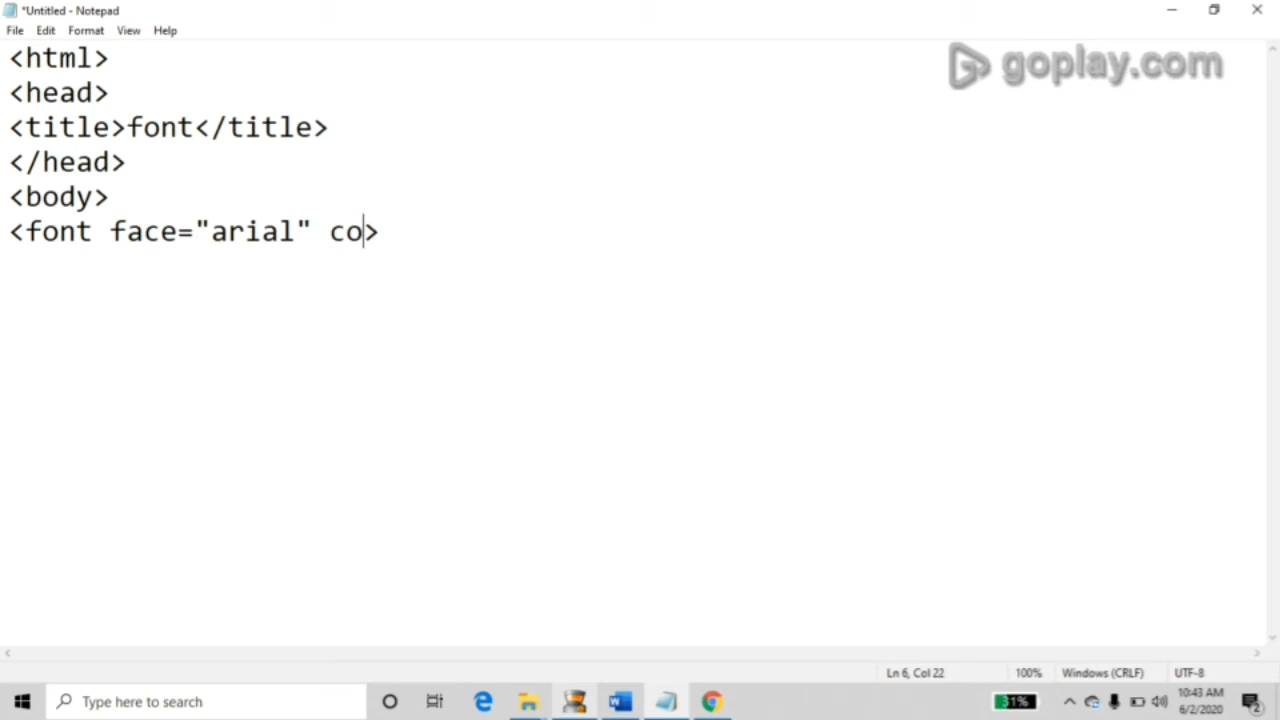 *Untitled - Notepad
File Edit Format View Help
goplay.com
<html>
<head>
<title>font</title>
</head>
<body>
<font face="arial" co>
Ln 6, Col 22 100% Windows (CRLF) UTF-8
Type here to search
31%
10:43 AM
6/2/2020
2